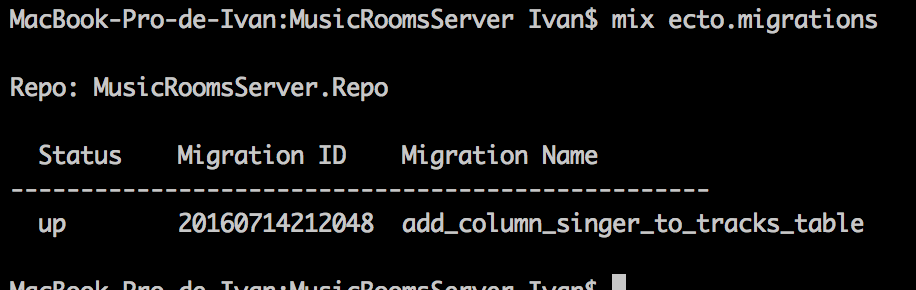 MacBook-Pro-de-Ivan:MusicRoomsServer Ivan$ mix ecto.migrations
Repo: MusicRoomsServer.Repo
Status Migration ID Migration Name
--------------------------------------------------
up 20160714212048 add_column_singer_to_tracks_table
MacBook-Pro-de-Ivan:MusicRoomsServer Ivan$